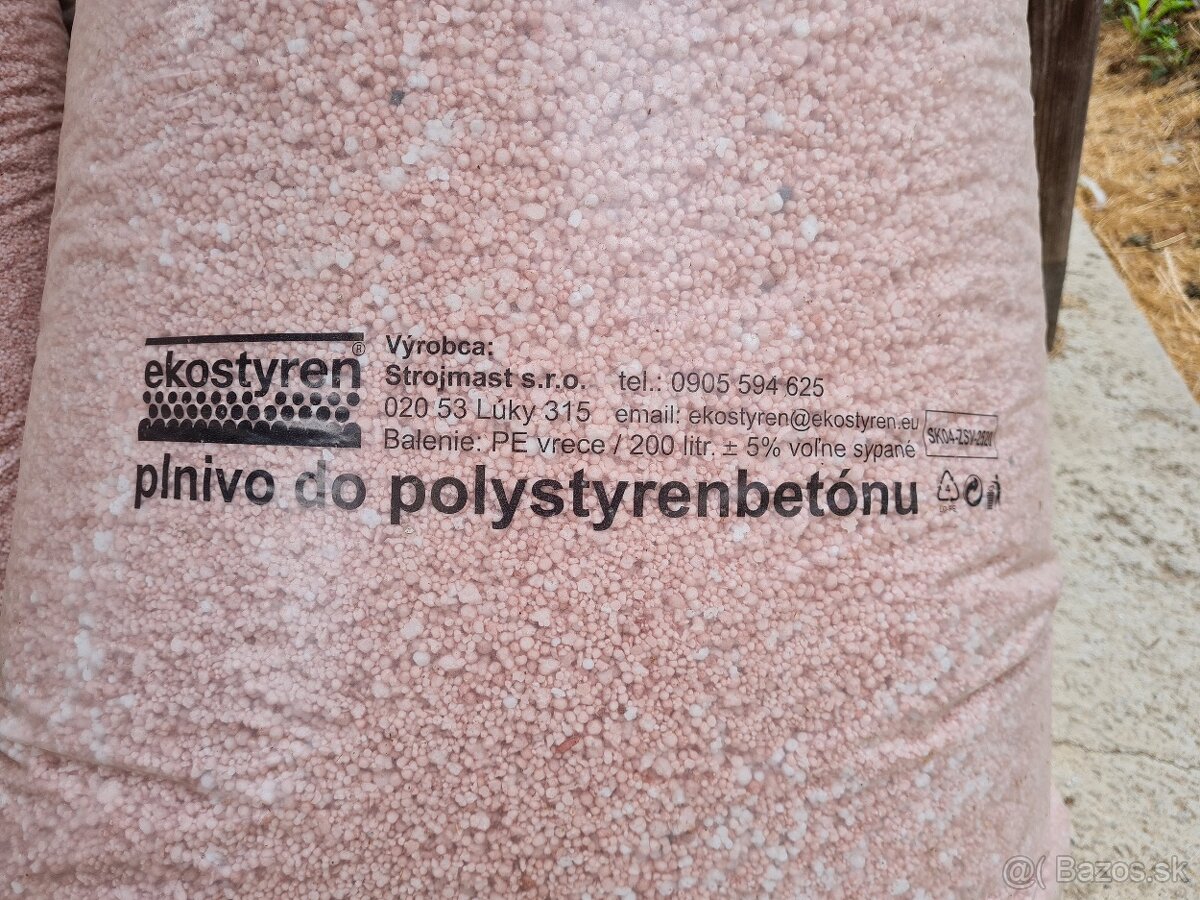 ekostyren®
Výrobca:
Strojmast s.r.o. tel.: 0905 594 625
020 53 Lúky 315 email: ekostyren@ekostyren.eu
Balenie: PE vrece / 200 litr. ± 5% voľne sypané
plnivo do polystyrenbetónu
@( Bazos.sk